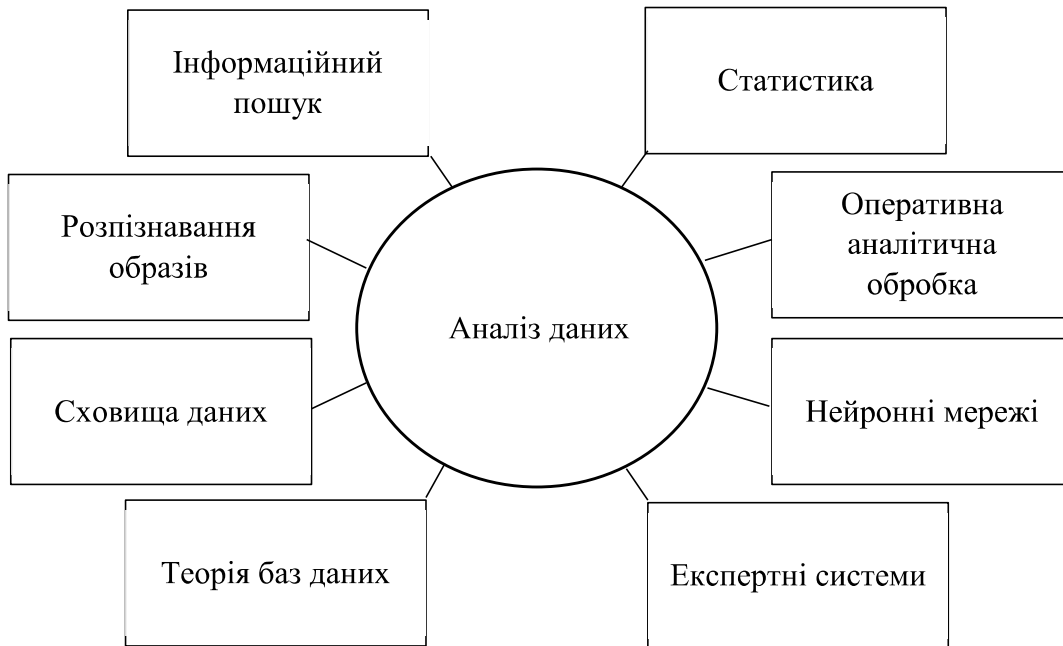 Інформаційний
пошук
Статистика
Розпізнавання
образів
Оперативна
аналітична
обробка
Аналіз даних
Сховища даних
Нейронні мережі
Теорія баз даних
Експертні системи